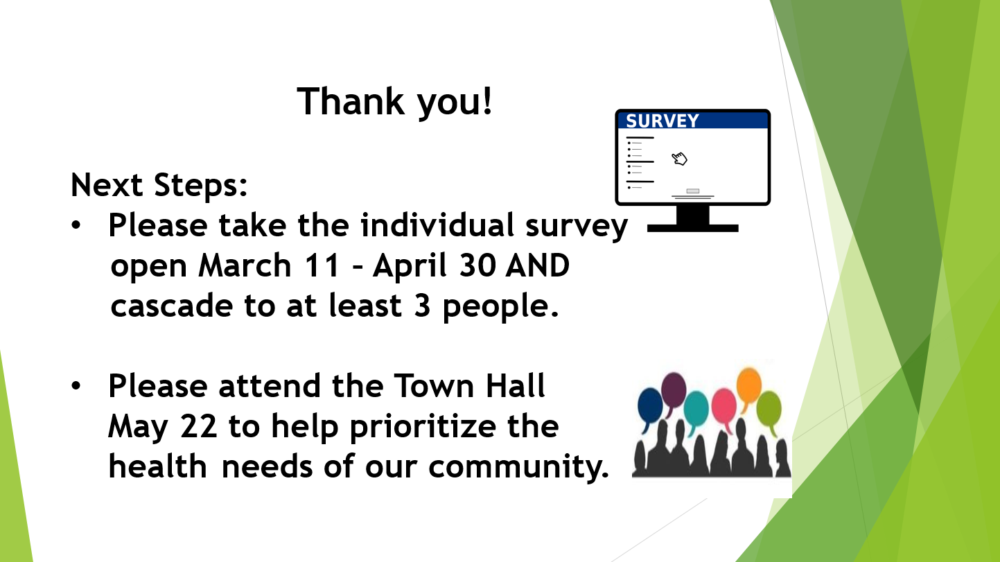 Thank you!
SURVEY
Next Steps:
• Please take the individual survey
open March 11 – April 30 AND
cascade to at least 3 people.
• Please attend the Town Hall
May 22 to help prioritize the
health needs of our community.